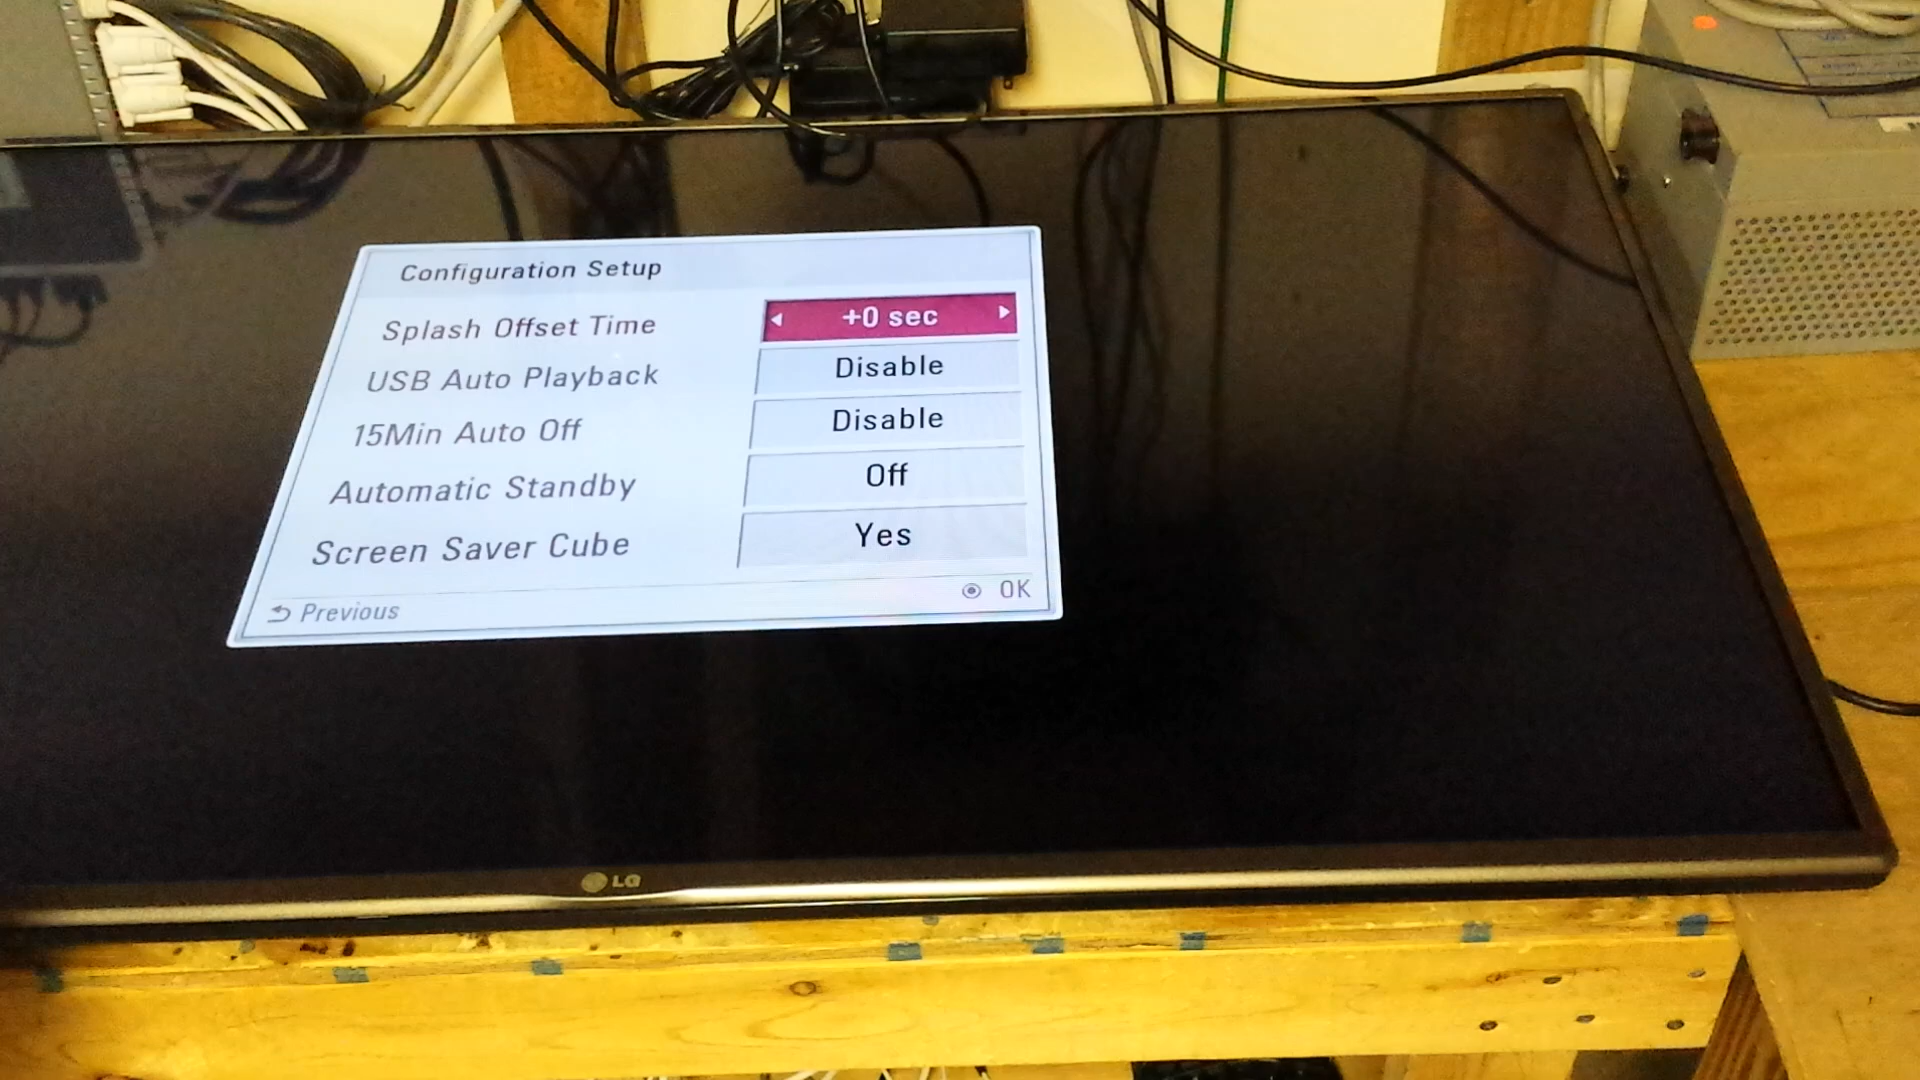 Configuration Setup
Splash Offset Time +0 sec
USB Auto Playback Disable
15Min Auto Off Disable
Automatic Standby Off
Screen Saver Cube Yes
Previous OK
LG